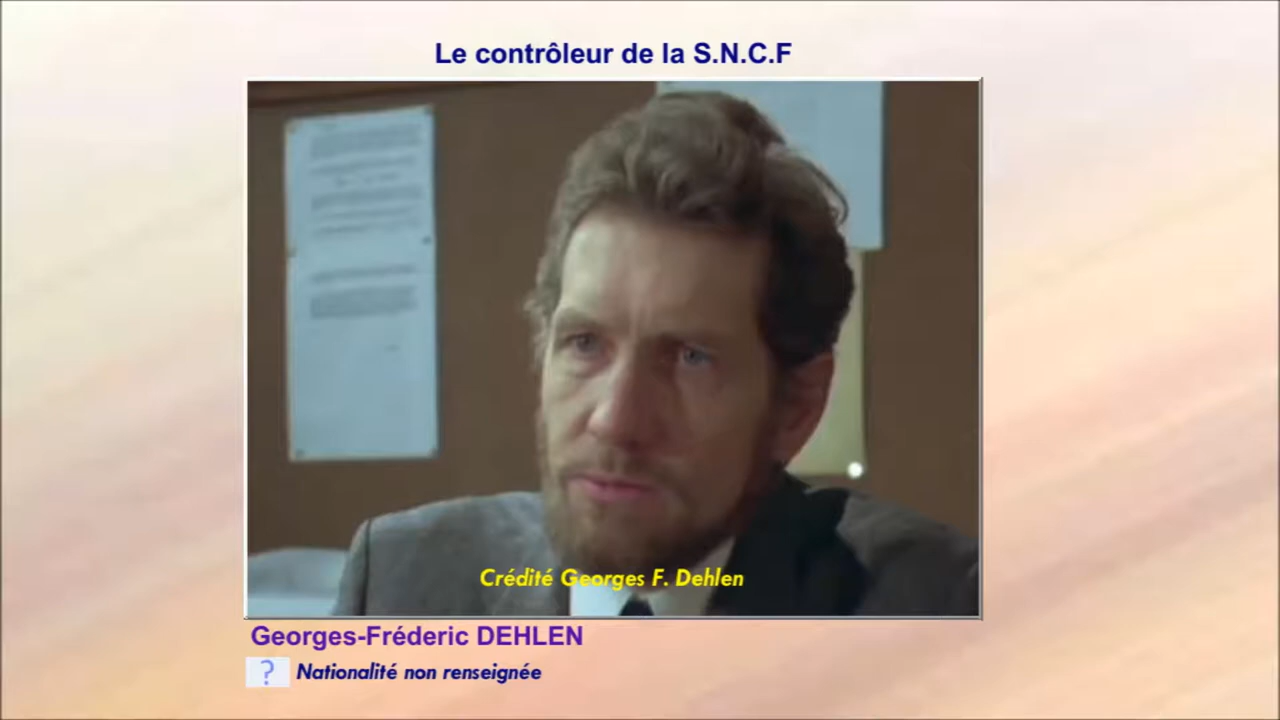 Le contrôleur de la S.N.C.F
Crédité Georges F. Dehlen
Georges-Fréderic DEHLEN
?
Nationalité non renseignée